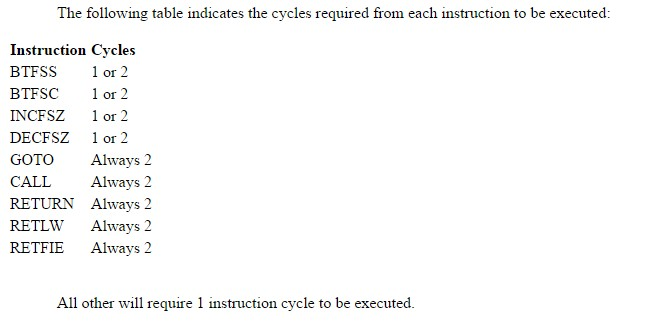 The following table indicates the cycles required from each instruction to be executed:
Instruction Cycles
BTFSS 1 or 2
BTFSC 1 or 2
INCFSZ 1 or 2
DECFSZ 1 or 2
GOTO Always 2
CALL Always 2
RETURN Always 2
RETLW Always 2
RETFIE Always 2
All other will require 1 instruction cycle to be executed.